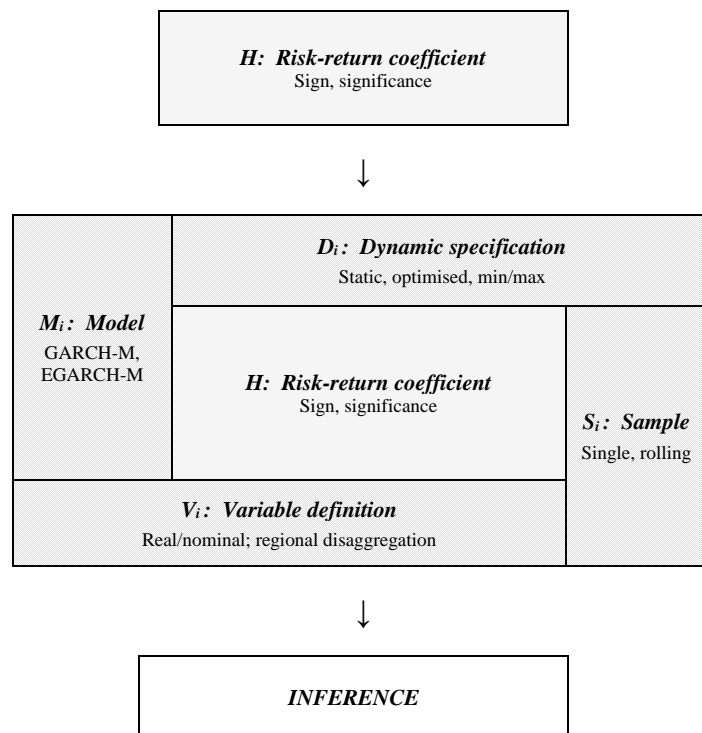 H: Risk-return coefficient
Sign, significance
↓
Dᵢ: Dynamic specification
Static, optimised, min/max
Mᵢ: Model
GARCH-M,
EGARCH-M
H: Risk-return coefficient
Sign, significance
Sᵢ: Sample
Single, rolling
Vᵢ: Variable definition
Real/nominal; regional disaggregation
↓
INFERENCE